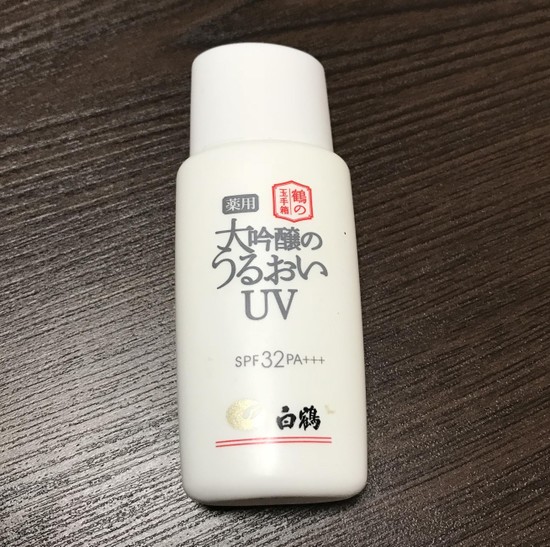 鶴の
玉手箱
薬用
大吟醸の
うるおい
UV
SPF32PA+++
白鶴